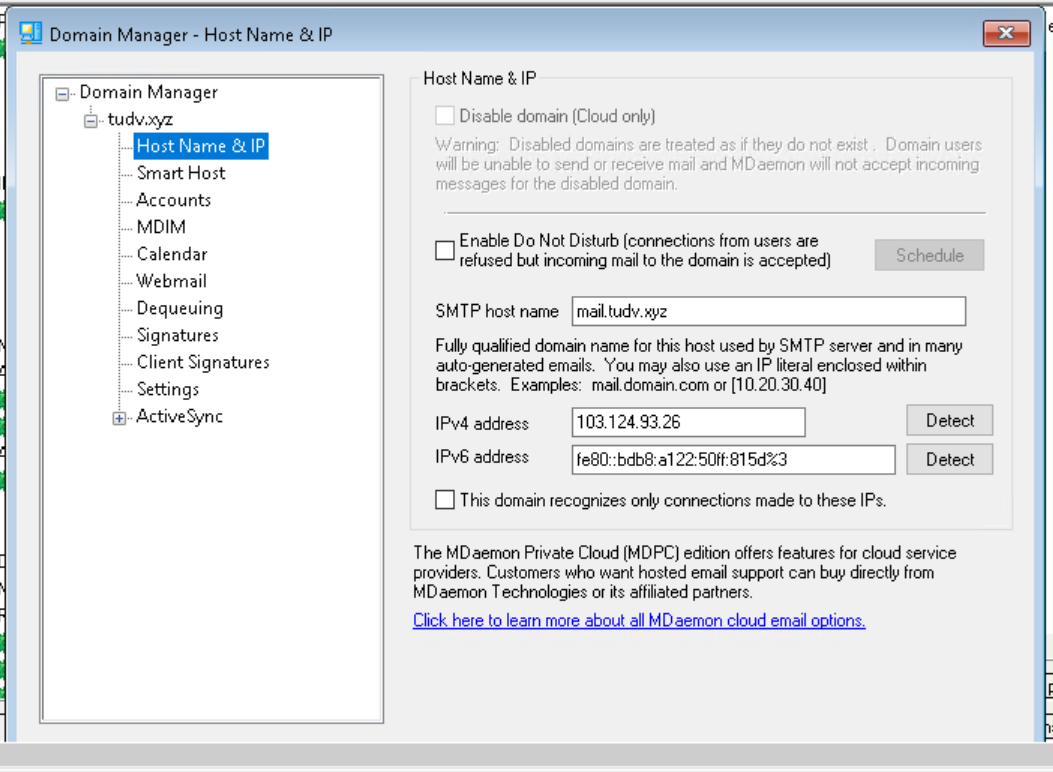 Domain Manager - Host Name & IP
Domain Manager
tudv.xyz
Host Name & IP
Smart Host
Accounts
MDIM
Calendar
Webmail
Dequeuing
Signatures
Client Signatures
Settings
ActiveSync
Host Name & IP
Disable domain (Cloud only)
Warning: Disabled domains are treated as if they do not exist . Domain users
will be unable to send or receive mail and MDaemon will not accept incoming
messages for the disabled domain.
Enable Do Not Disturb (connections from users are
refused but incoming mail to the domain is accepted)
Schedule
SMTP host name mail.tudv.xyz
Fully qualified domain name for this host used by SMTP server and in many
auto-generated emails. You may also use an IP literal enclosed within
brackets. Examples: mail.domain.com or [10.20.30.40]
IPv4 address 103.124.93.26 Detect
IPv6 address fe80::bdb8:a122:50ff:815d%3 Detect
This domain recognizes only connections made to these IPs.
The MDaemon Private Cloud (MDPC) edition offers features for cloud service
providers. Customers who want hosted email support can buy directly from
MDaemon Technologies or its affiliated partners.
Click here to learn more about all MDaemon cloud email options.